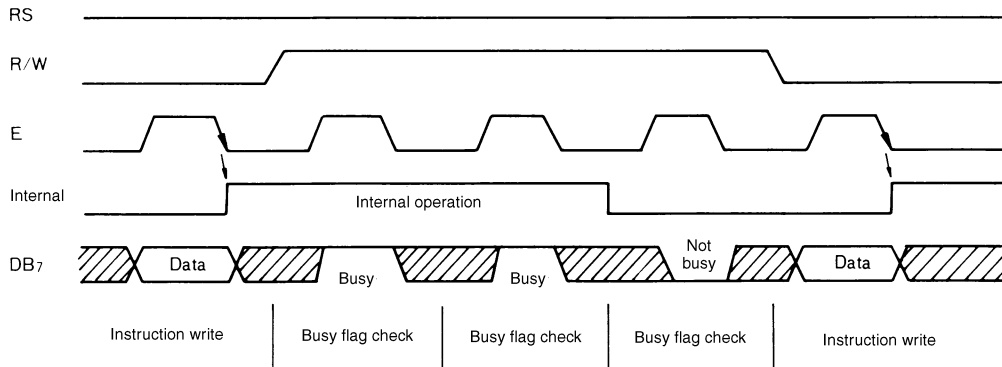 RS
R/W
E
Internal
Internal operation
DB7
Data
Busy
Busy
Not
busy
Data
Instruction write
Busy flag check
Busy flag check
Busy flag check
Instruction write